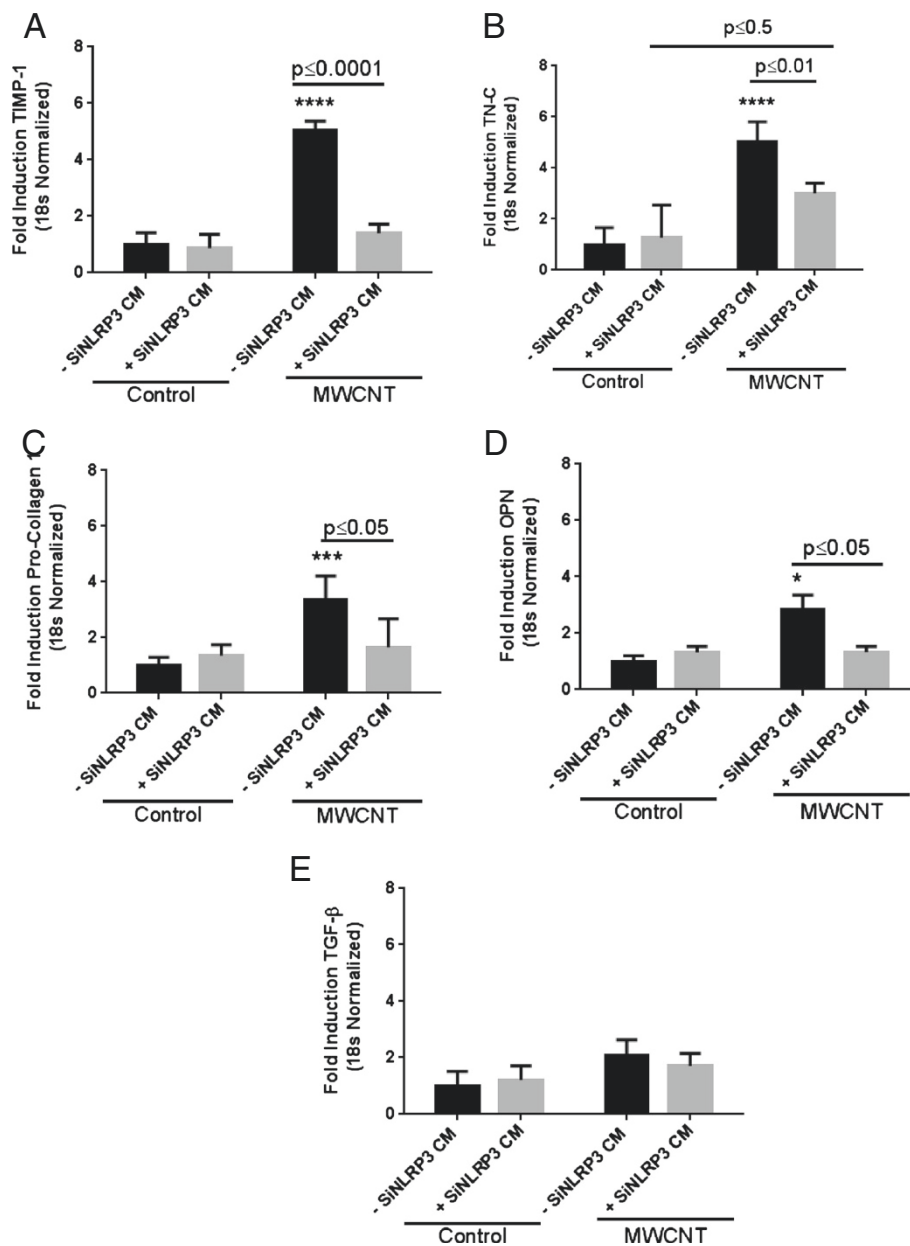 A
Fold Induction TIMP-1
(18s Normalized)
8
6
4
2
0
p≤0.0001
****
- SiNLRP3 CM
+ SiNLRP3 CM
- SiNLRP3 CM
+ SiNLRP3 CM
Control
MWCNT
B
Fold Induction TN-C
(18s Normalized)
8
6
4
2
0
p≤0.5
p≤0.01
****
- SiNLRP3 CM
+ SiNLRP3 CM
- SiNLRP3 CM
+ SiNLRP3 CM
Control
MWCNT
C
Fold Induction Pro-Collagen 1
(18s Normalized)
8
6
4
2
0
p≤0.05
***
- SiNLRP3 CM
+ SiNLRP3 CM
- SiNLRP3 CM
+ SiNLRP3 CM
Control
MWCNT
D
Fold Induction OPN
(18s Normalized)
8
6
4
2
0
p≤0.05
*
- SiNLRP3 CM
+ SiNLRP3 CM
- SiNLRP3 CM
+ SiNLRP3 CM
Control
MWCNT
E
Fold Induction TGF-β
(18s Normalized)
8
6
4
2
0
- SiNLRP3 CM
+ SiNLRP3 CM
- SiNLRP3 CM
+ SiNLRP3 CM
Control
MWCNT